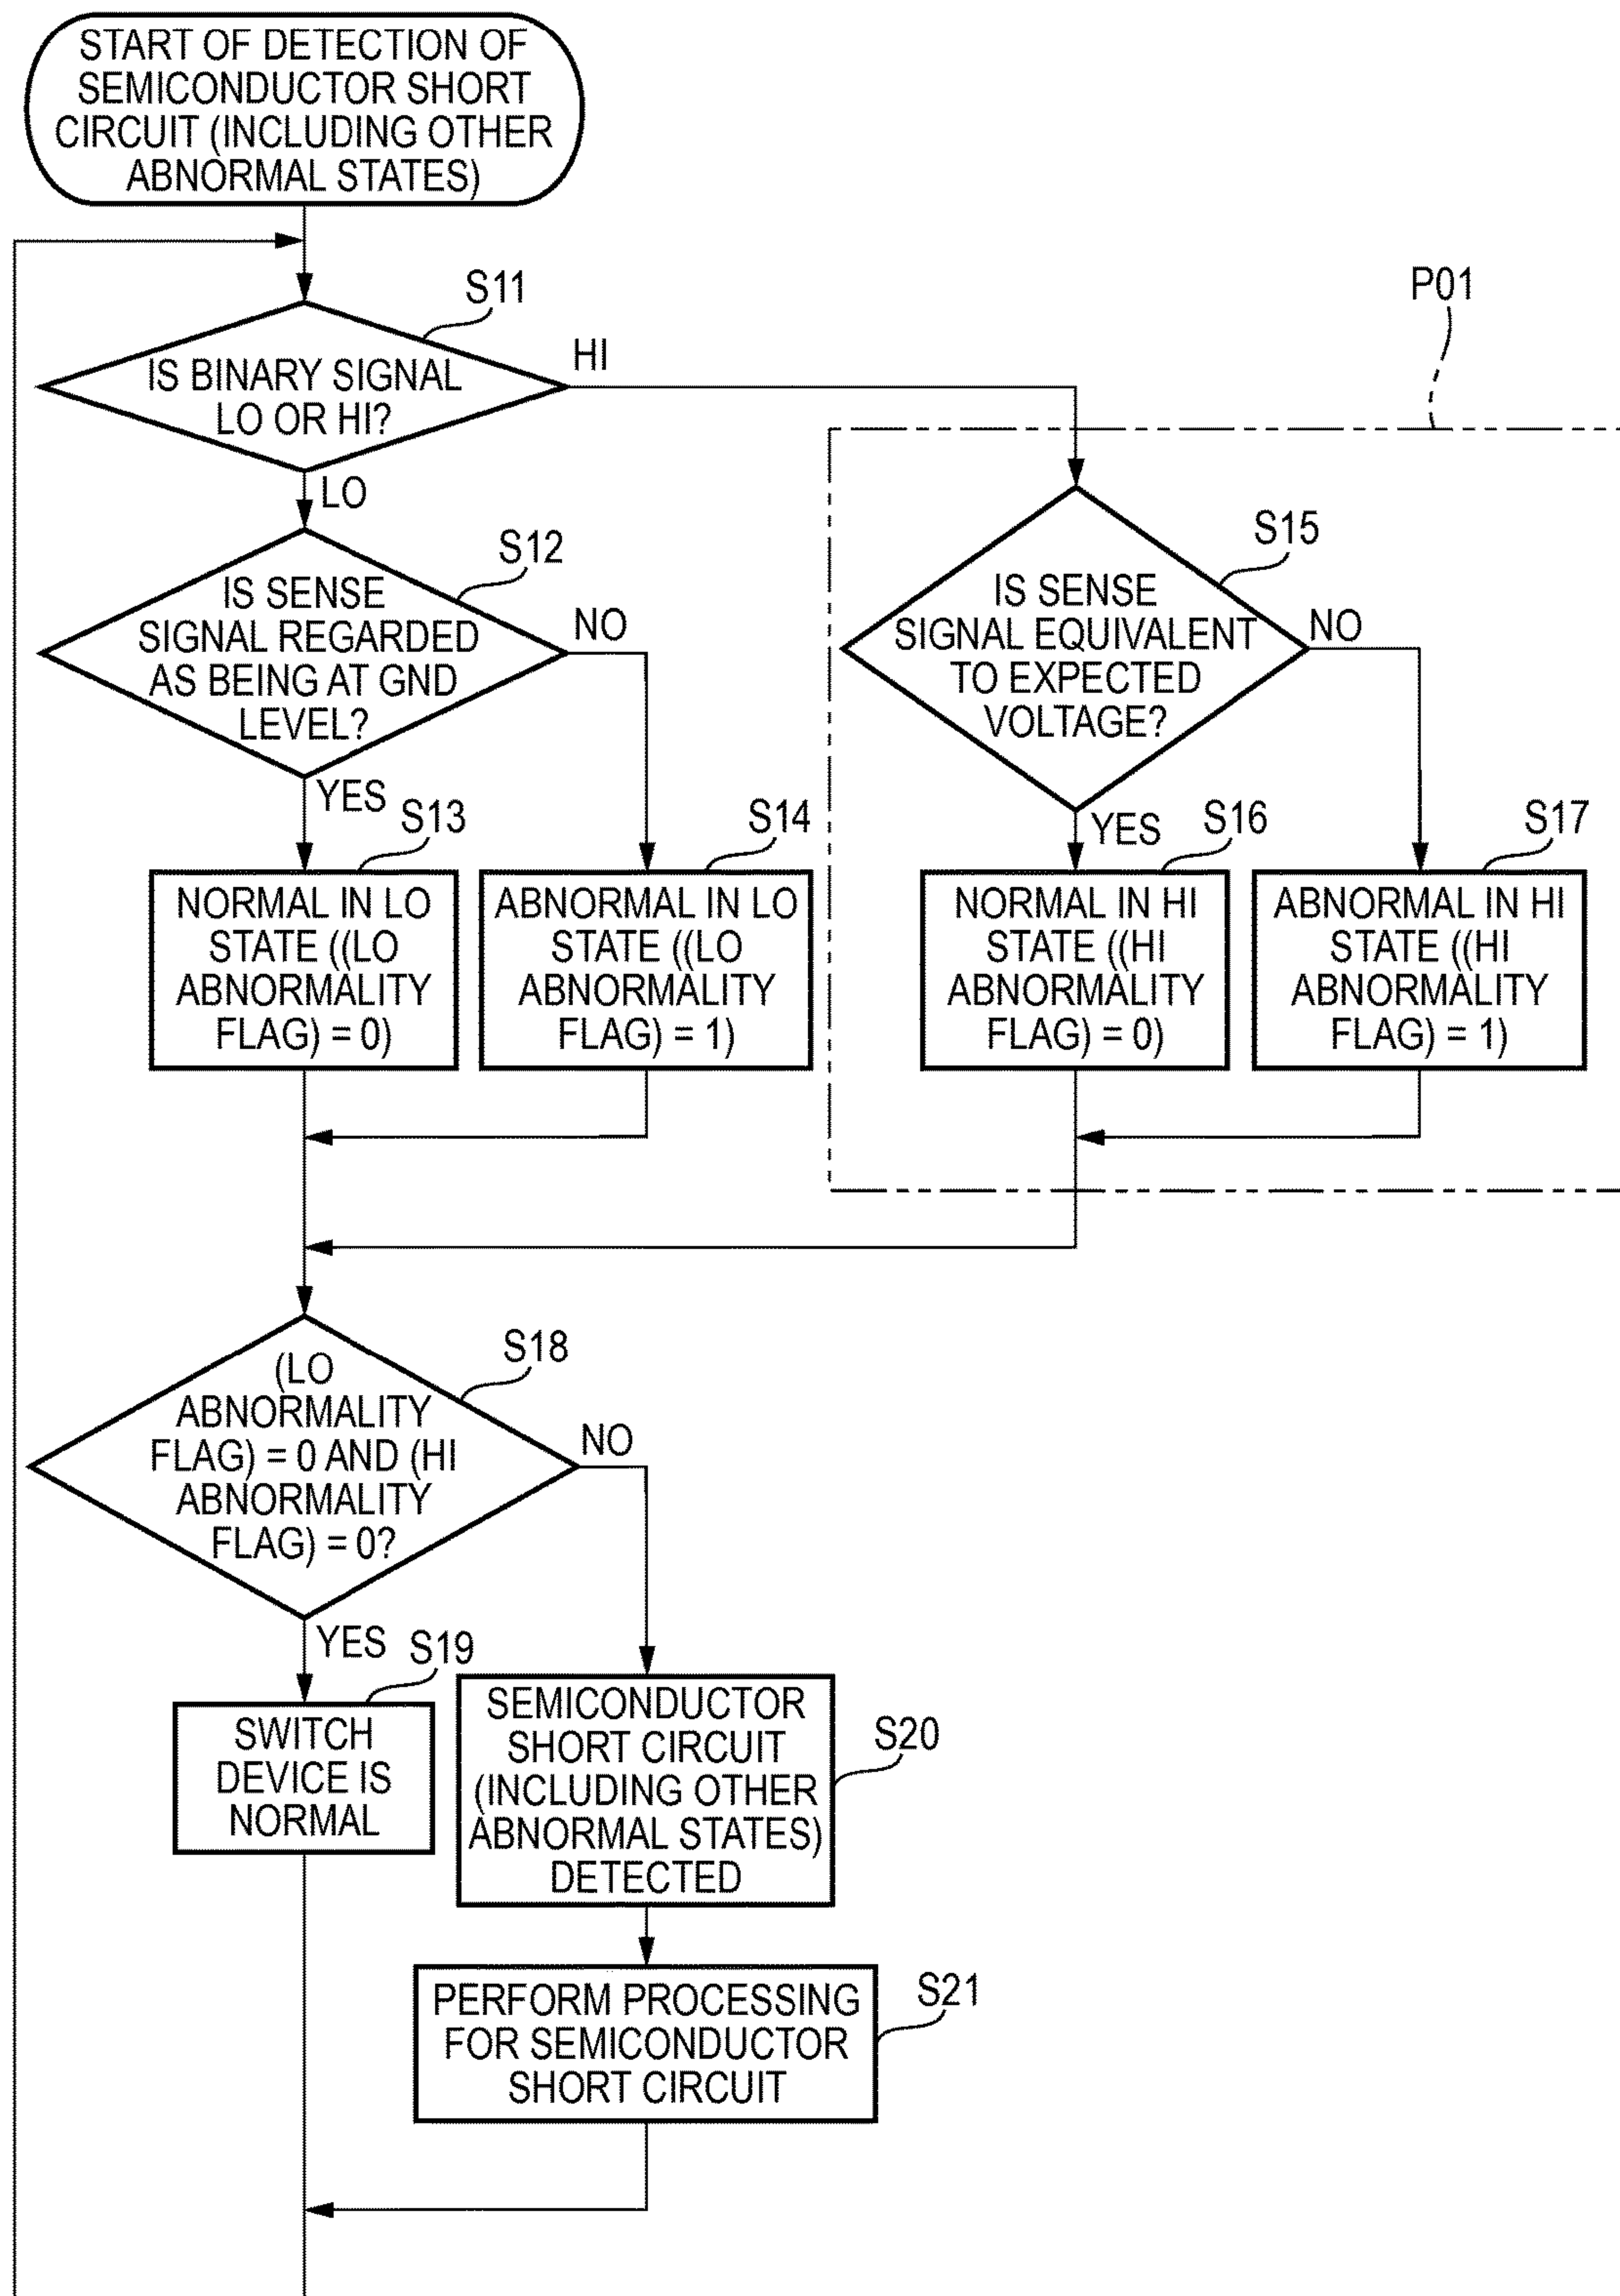 START OF DETECTION OF
SEMICONDUCTOR SHORT
CIRCUIT (INCLUDING OTHER
ABNORMAL STATES)
S11
P01
IS BINARY SIGNAL
LO OR HI?
HI
LO
S12
IS SENSE
SIGNAL REGARDED
AS BEING AT GND
LEVEL?
NO
YES
S15
IS SENSE
SIGNAL EQUIVALENT
TO EXPECTED
VOLTAGE?
NO
YES
S13
NORMAL IN LO
STATE ((LO
ABNORMALITY
FLAG) = 0)
S14
ABNORMAL IN LO
STATE ((LO
ABNORMALITY
FLAG) = 1)
S16
NORMAL IN HI
STATE ((HI
ABNORMALITY
FLAG) = 0)
S17
ABNORMAL IN HI
STATE ((HI
ABNORMALITY
FLAG) = 1)
S18
(LO
ABNORMALITY
FLAG) = 0 AND (HI
ABNORMALITY
FLAG) = 0?
NO
YES
S19
SWITCH
DEVICE IS
NORMAL
SEMICONDUCTOR
SHORT CIRCUIT
(INCLUDING OTHER
ABNORMAL STATES)
DETECTED
S20
PERFORM PROCESSING
FOR SEMICONDUCTOR
SHORT CIRCUIT
S21